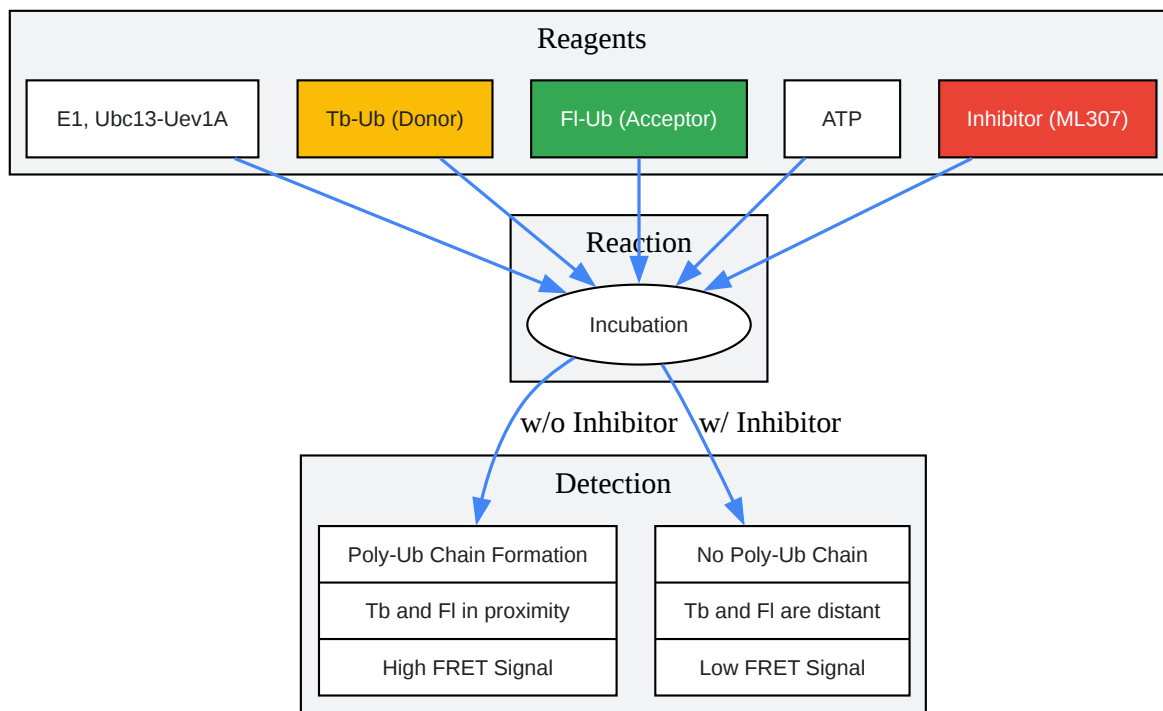 Reagents
E1, Ubc13-Uev1A
Tb-Ub (Donor)
Fl-Ub (Acceptor)
ATP
Inhibitor (ML307)
Reaction
Incubation
w/o Inhibitor
w/ Inhibitor
Detection
Poly-Ub Chain Formation
Tb and Fl in proximity
High FRET Signal
No Poly-Ub Chain
Tb and Fl are distant
Low FRET Signal